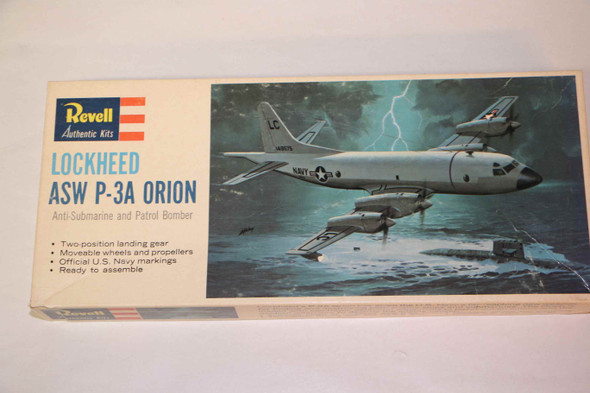 Revell
Authentic Kits
LOCKHEED
ASW P-3A ORION
Anti-Submarine and Patrol Bomber
• Two-position landing gear
• Moveable wheels and propellers
• Official U.S. Navy markings
• Ready to assemble
LC
NAVY
Revell